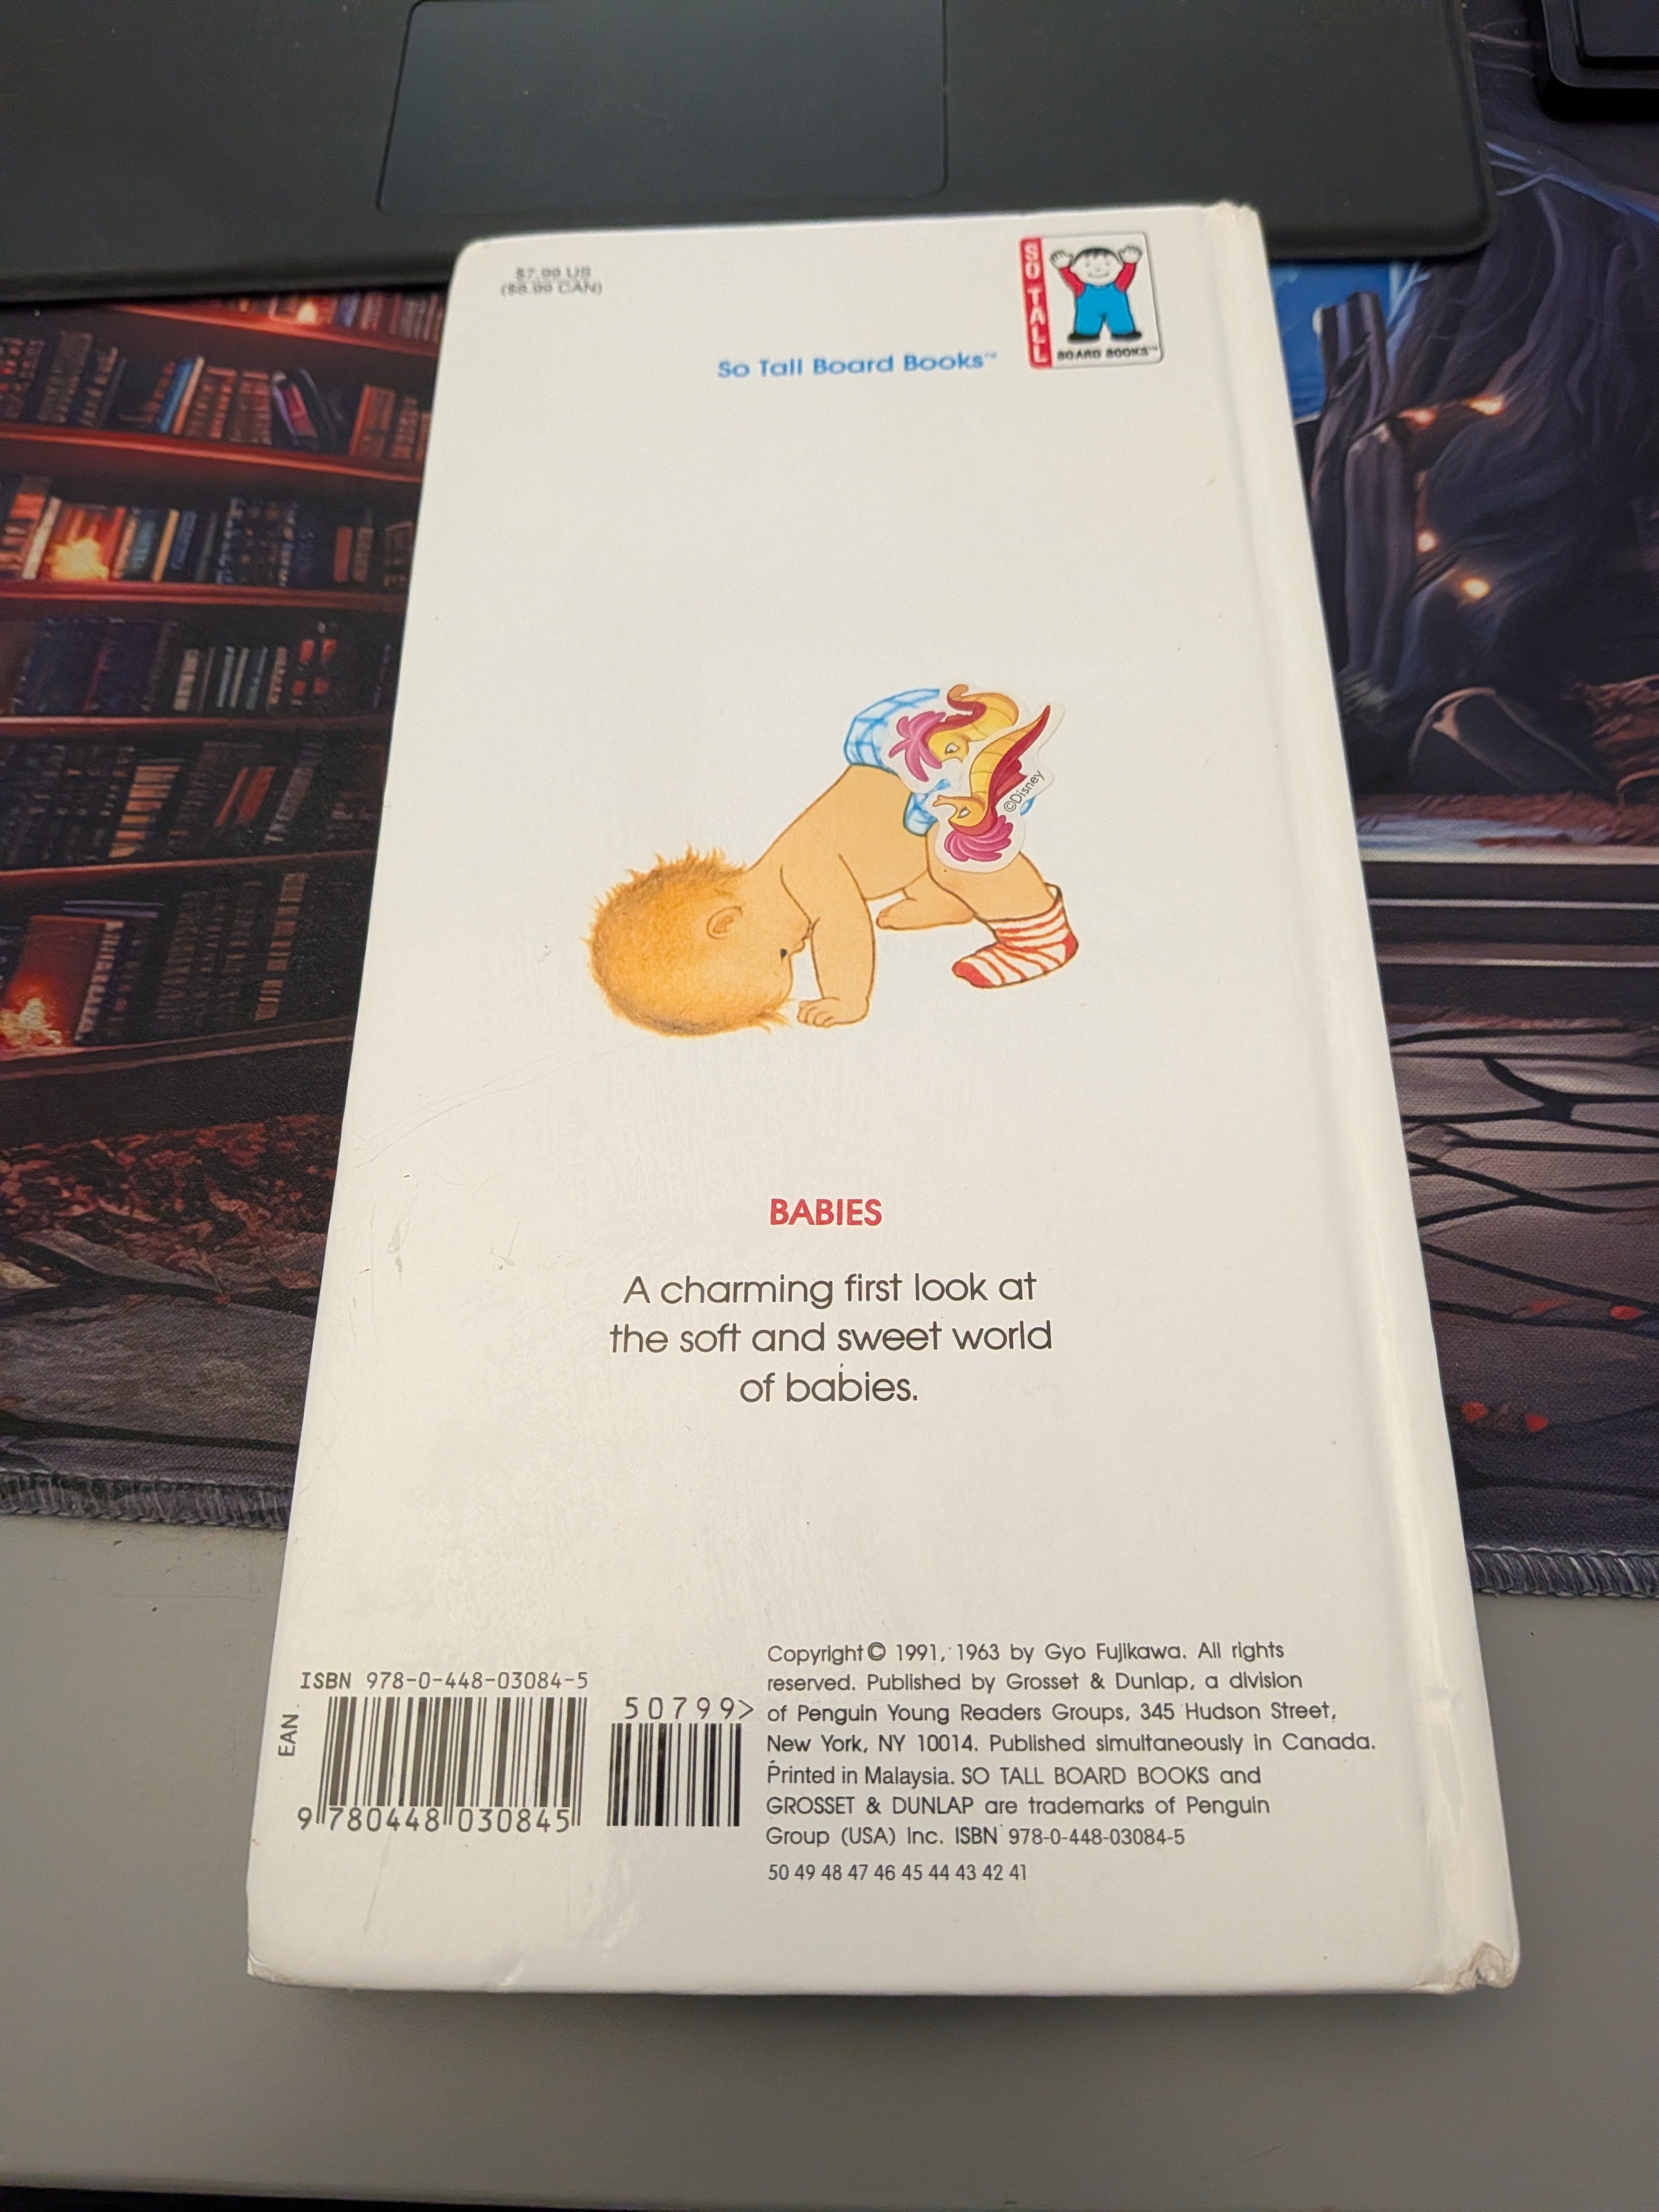 $7.99 US
($8.99 CAN)
SO TALL
BOARD BOOKS™
So Tall Board Books™
©Disney
BABIES
A charming first look at
the soft and sweet world
of babies.
ISBN 978-0-448-03084-5
EAN
50799>
9 780448 030845
Copyright© 1991, 1963 by Gyo Fujikawa. All rights
reserved. Published by Grosset & Dunlap, a division
of Penguin Young Readers Groups, 345 Hudson Street,
New York, NY 10014. Published simultaneously in Canada.
Printed in Malaysia. SO TALL BOARD BOOKS and
GROSSET & DUNLAP are trademarks of Penguin
Group (USA) Inc. ISBN 978-0-448-03084-5
50 49 48 47 46 45 44 43 42 41